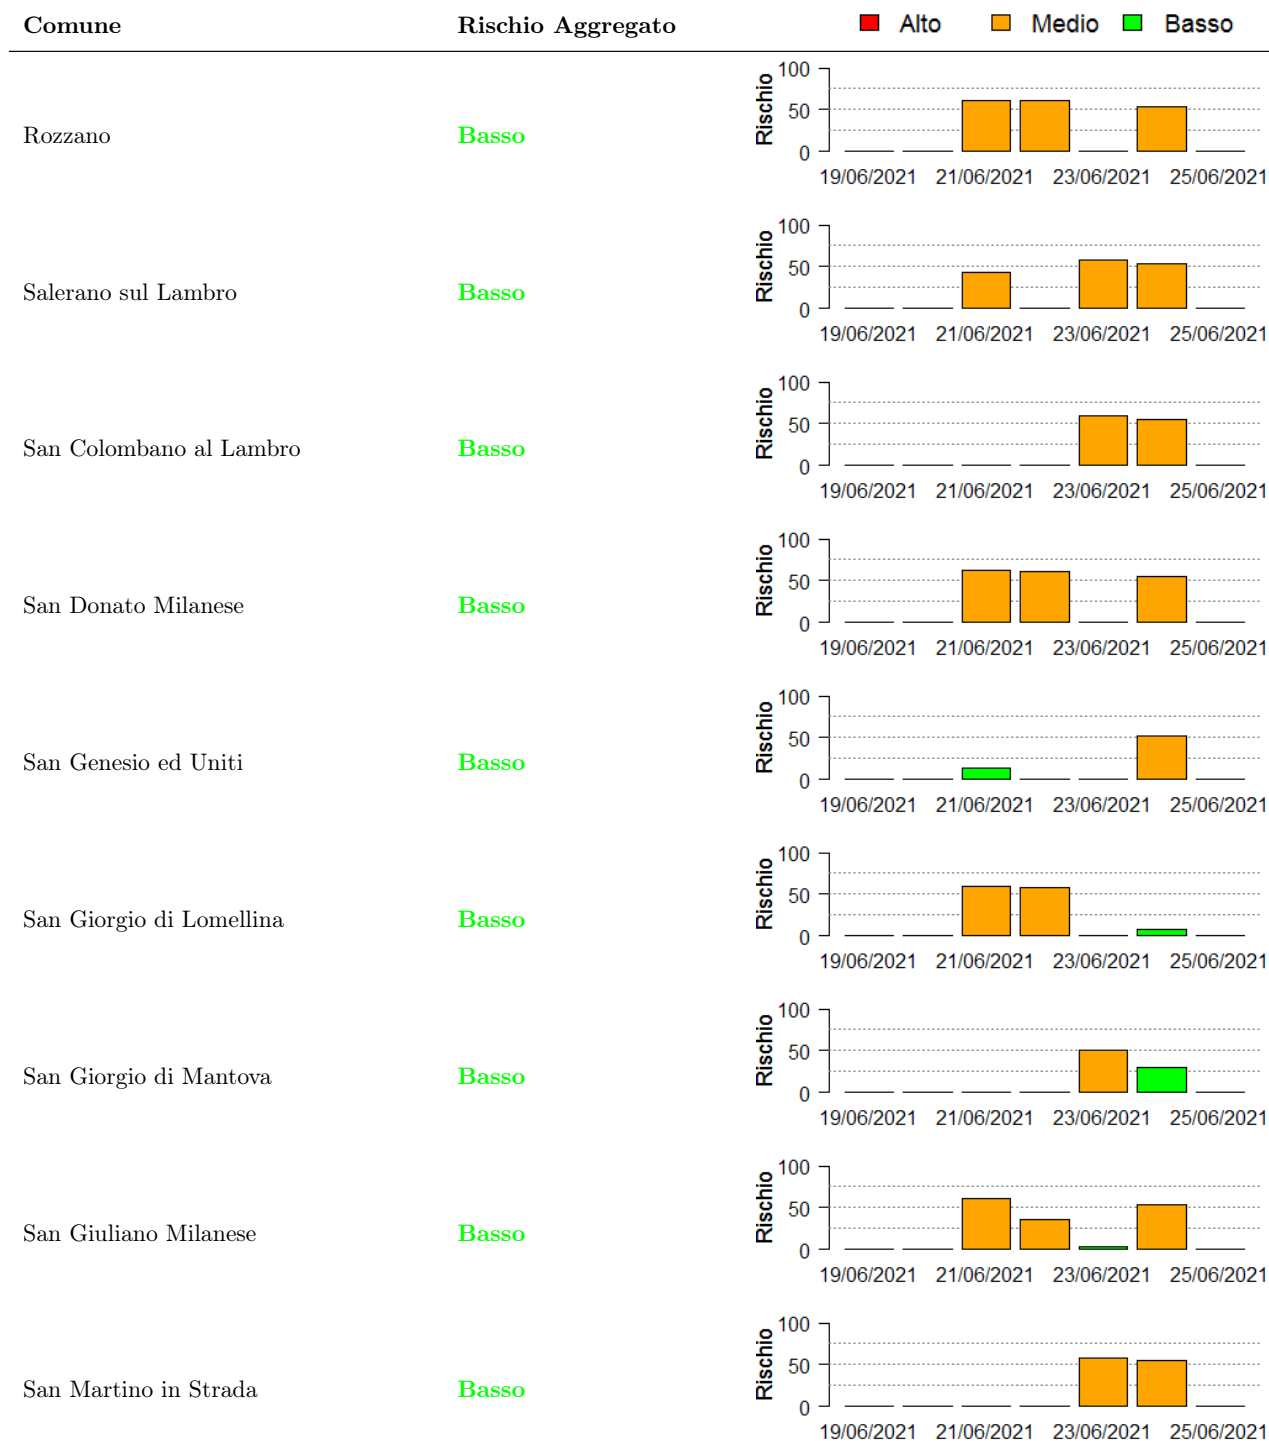 Comune Rischio Aggregato Alto Medio Basso
Rozzano Basso
Rischio 100 50 0
19/06/2021 21/06/2021 23/06/2021 25/06/2021
Salerano sul Lambro Basso
Rischio 100 50 0
19/06/2021 21/06/2021 23/06/2021 25/06/2021
San Colombano al Lambro Basso
Rischio 100 50 0
19/06/2021 21/06/2021 23/06/2021 25/06/2021
San Donato Milanese Basso
Rischio 100 50 0
19/06/2021 21/06/2021 23/06/2021 25/06/2021
San Genesio ed Uniti Basso
Rischio 100 50 0
19/06/2021 21/06/2021 23/06/2021 25/06/2021
San Giorgio di Lomellina Basso
Rischio 100 50 0
19/06/2021 21/06/2021 23/06/2021 25/06/2021
San Giorgio di Mantova Basso
Rischio 100 50 0
19/06/2021 21/06/2021 23/06/2021 25/06/2021
San Giuliano Milanese Basso
Rischio 100 50 0
19/06/2021 21/06/2021 23/06/2021 25/06/2021
San Martino in Strada Basso
Rischio 100 50 0
19/06/2021 21/06/2021 23/06/2021 25/06/2021